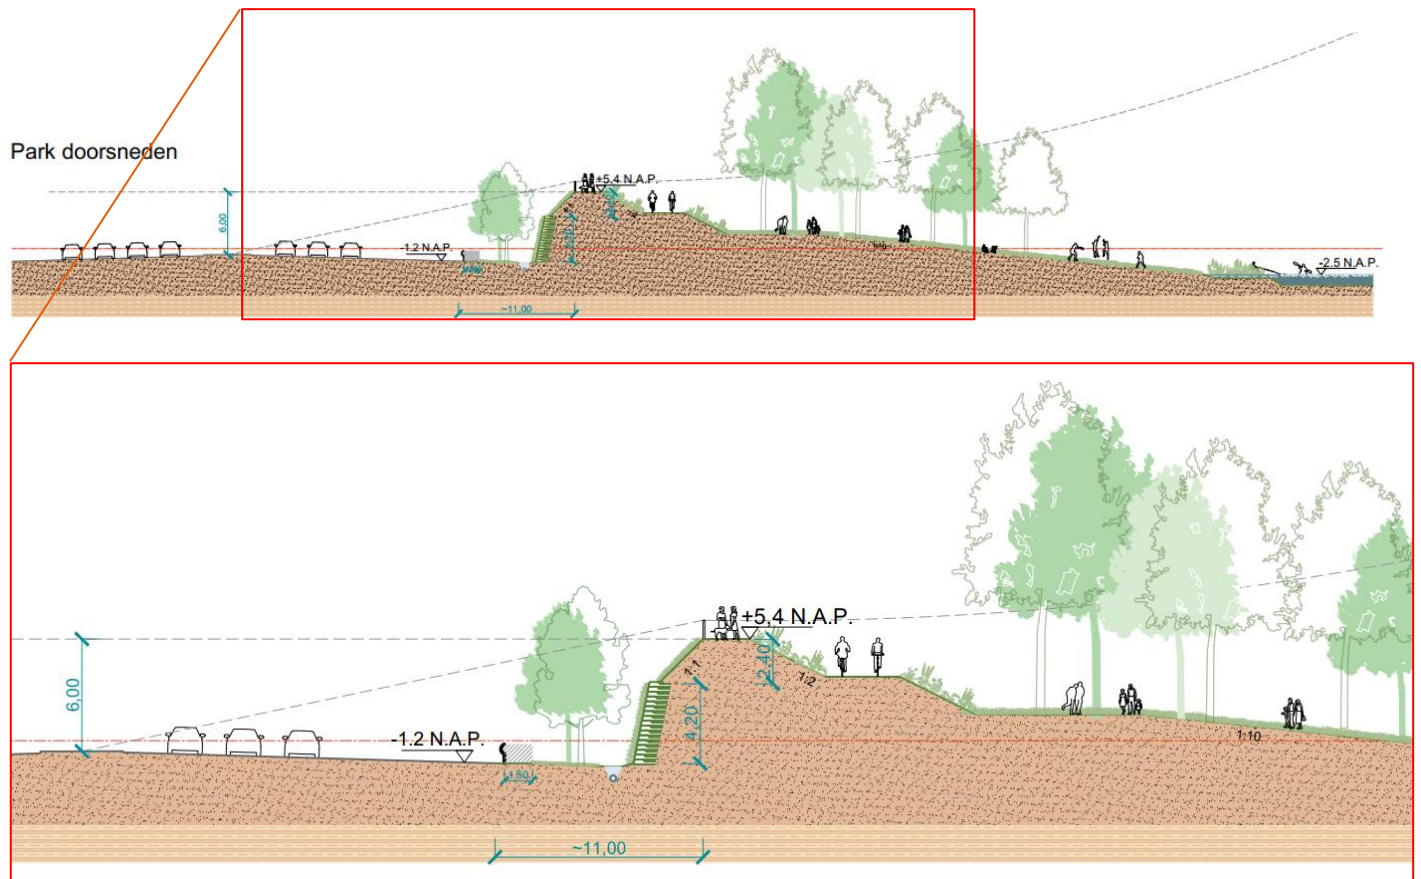 Park doorsneden
+5,4 N.A.P.
6,00
-1.2 N.A.P.
-2.5 N.A.P.
~11,00
+5,4 N.A.P.
1:1
2,40
1:2
6,00
4,20
-1.2 N.A.P.
1:10
1,50
~11,00